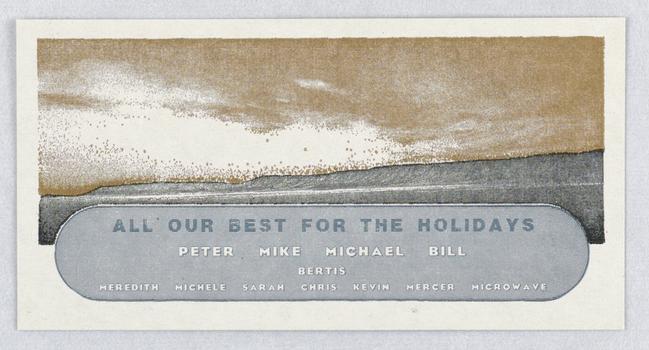 ALL OUR BEST FOR THE HOLIDAYS
PETER MIKE MICHAEL BILL
BERTIS
MEREDITH MICHELE SARAH CHRIS KEVIN MERCER MICROWAVE